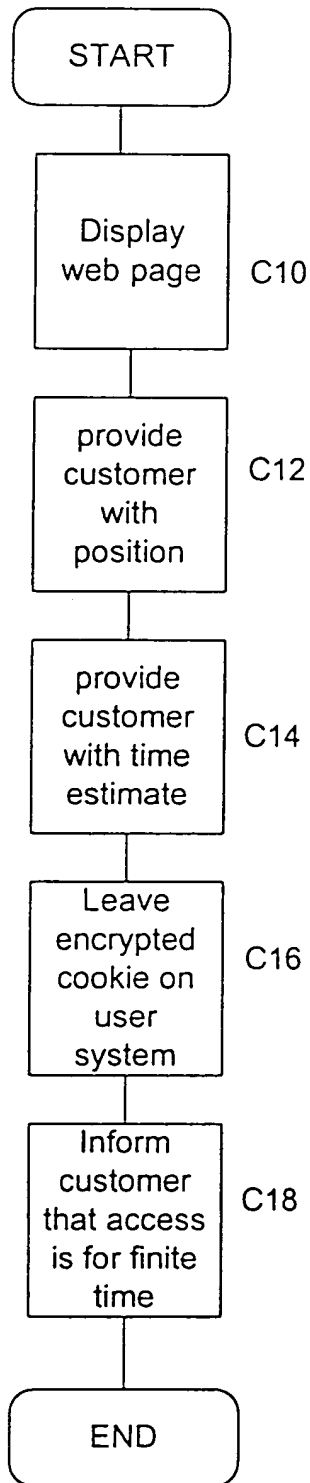 START
Display
web page
C10
provide
customer
with
position
C12
provide
customer
with time
estimate
C14
Leave
encrypted
cookie on
user
system
C16
Inform
customer
that access
is for finite
time
C18
END